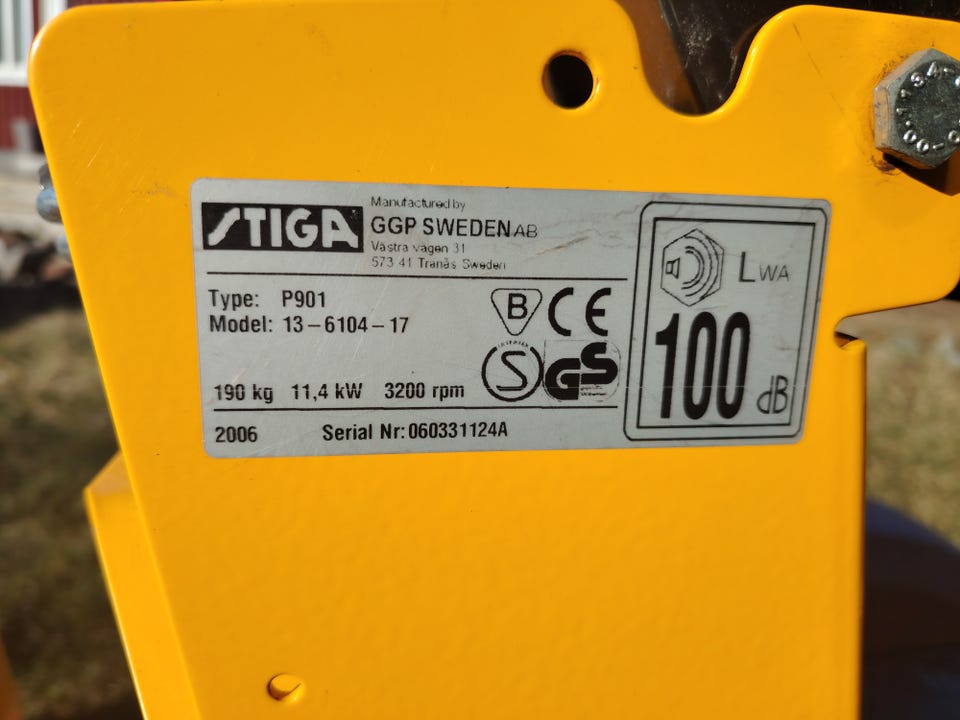 STIGA
Manufactured by
GGP SWEDEN AB
Västra vägen 31
573 41 Tranås Sweden
Type: P901
Model: 13-6104-17
B CE
S GS
190 kg 11,4 kW 3200 rpm
2006 Serial Nr: 060331124A
LWA
100 dB